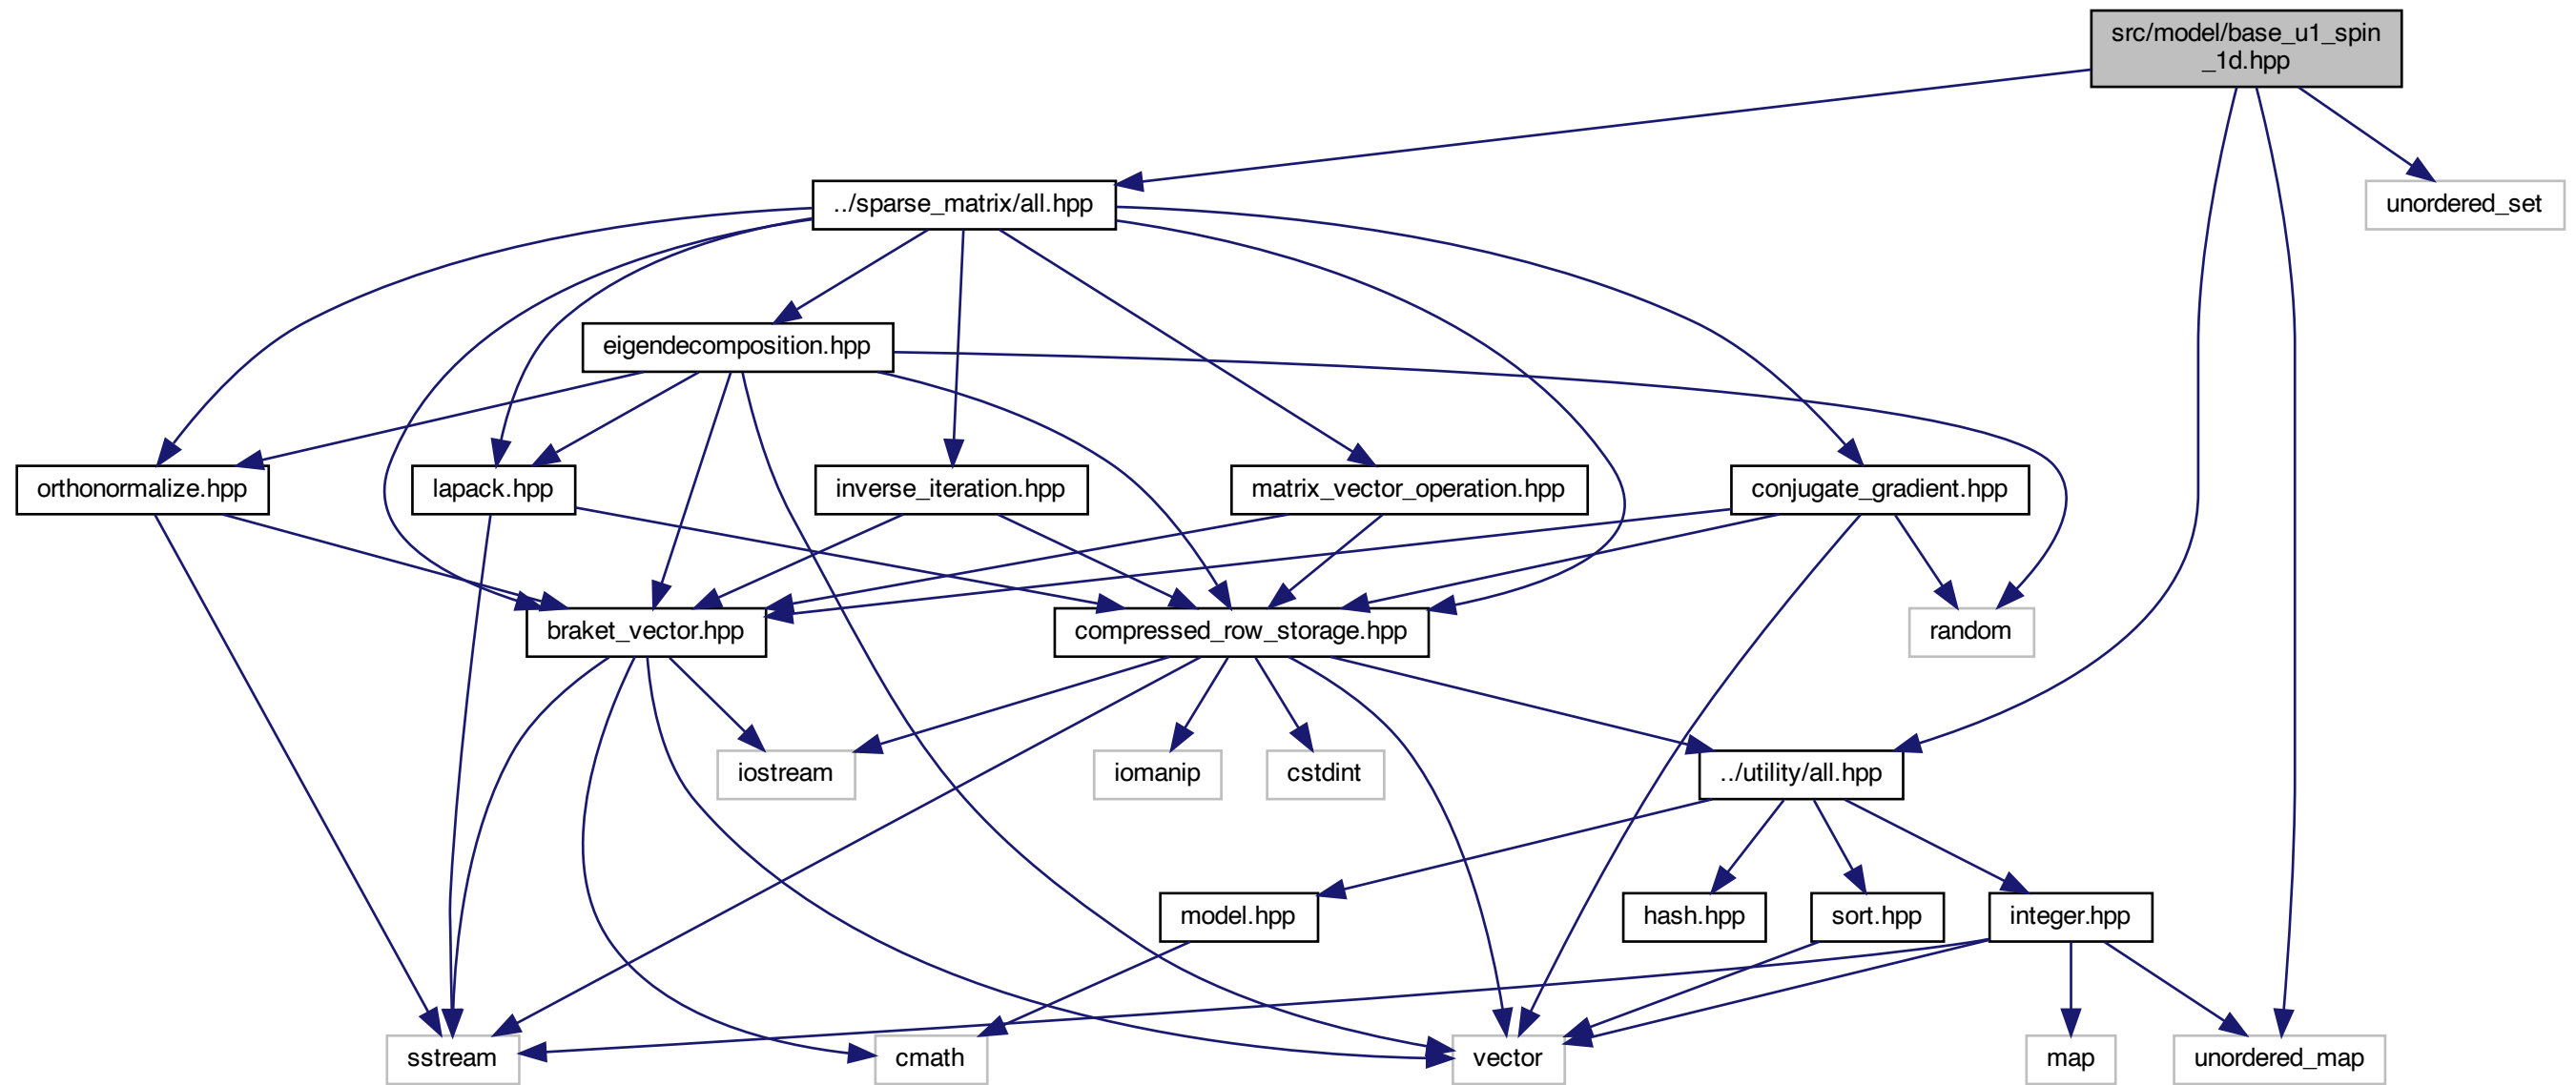 src/model/base_u1_spin
_1d.hpp
../sparse_matrix/all.hpp
unordered_set
eigendecomposition.hpp
orthonormalize.hpp
lapack.hpp
inverse_iteration.hpp
matrix_vector_operation.hpp
conjugate_gradient.hpp
braket_vector.hpp
compressed_row_storage.hpp
random
iostream
iomanip
cstdint
../utility/all.hpp
model.hpp
hash.hpp
sort.hpp
integer.hpp
sstream
cmath
vector
map
unordered_map